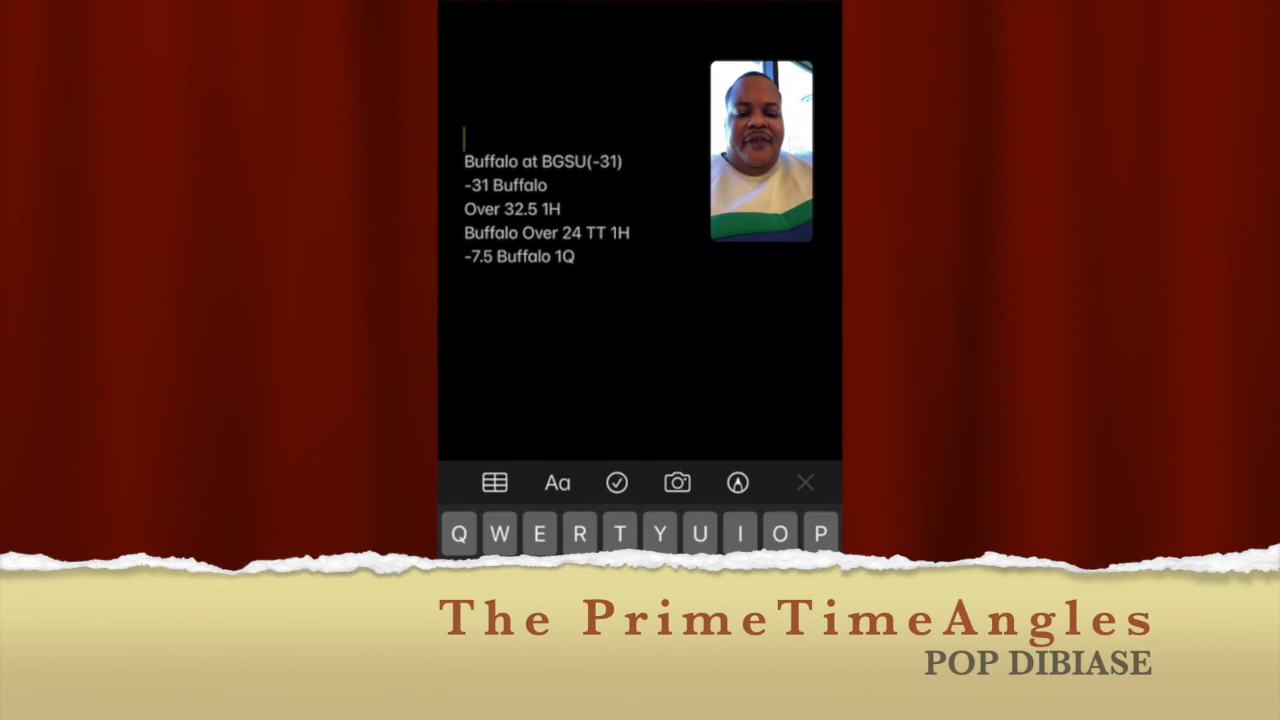 Buffalo at BGSU(-31)
-31 Buffalo
Over 32.5 1H
Buffalo Over 24 TT 1H
-7.5 Buffalo 1Q
Aa
Q W E R T Y U I O P
The PrimeTimeAngles
POP DIBIASE